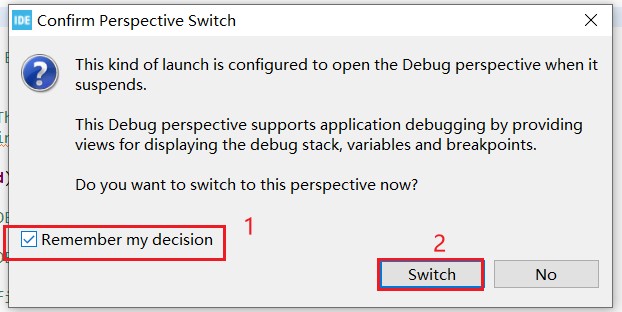 IDE Confirm Perspective Switch
This kind of launch is configured to open the Debug perspective when it
suspends.
This Debug perspective supports application debugging by providing
views for displaying the debug stack, variables and breakpoints.
Do you want to switch to this perspective now?
1
Remember my decision
2
Switch
No